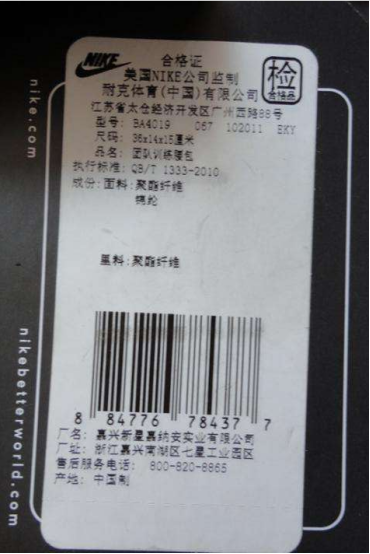 nike.com
NIKE
合格证
美国NIKE公司监制
耐克体育(中国)有限公司
检
合格品
江苏省太仓经济开发区广州西路88号
型号: BA4019 067 102011 EKY
尺码: 36x14x15厘米
品名: 团队训练腰包
执行标准: QB/T 1333-2010
成份: 面料: 聚酯纤维
锦纶
里料: 聚酯纤维
8 84776 78437 7
厂名: 嘉兴新星嘉纳安实业有限公司
厂址: 浙江嘉兴南湖区七星工业园区
售后服务电话: 800-820-8865
产地: 中国制
nikebetterworld.com